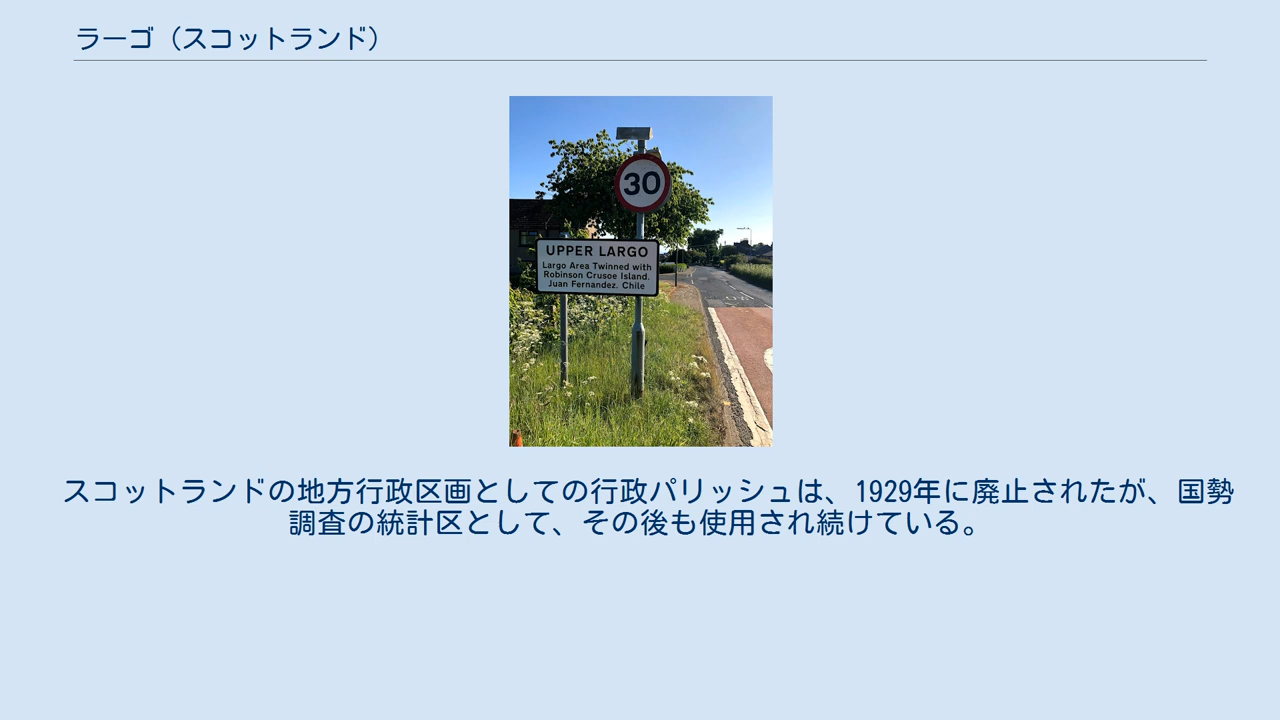 ラーゴ（スコットランド）
30
UPPER LARGO
Largo Area Twinned with
Robinson Crusoe Island.
Juan Fernandez. Chile
スコットランドの地方行政区画としての行政パリッシュは、1929年に廃止されたが、国勢
調査の統計区として、その後も使用され続けている。